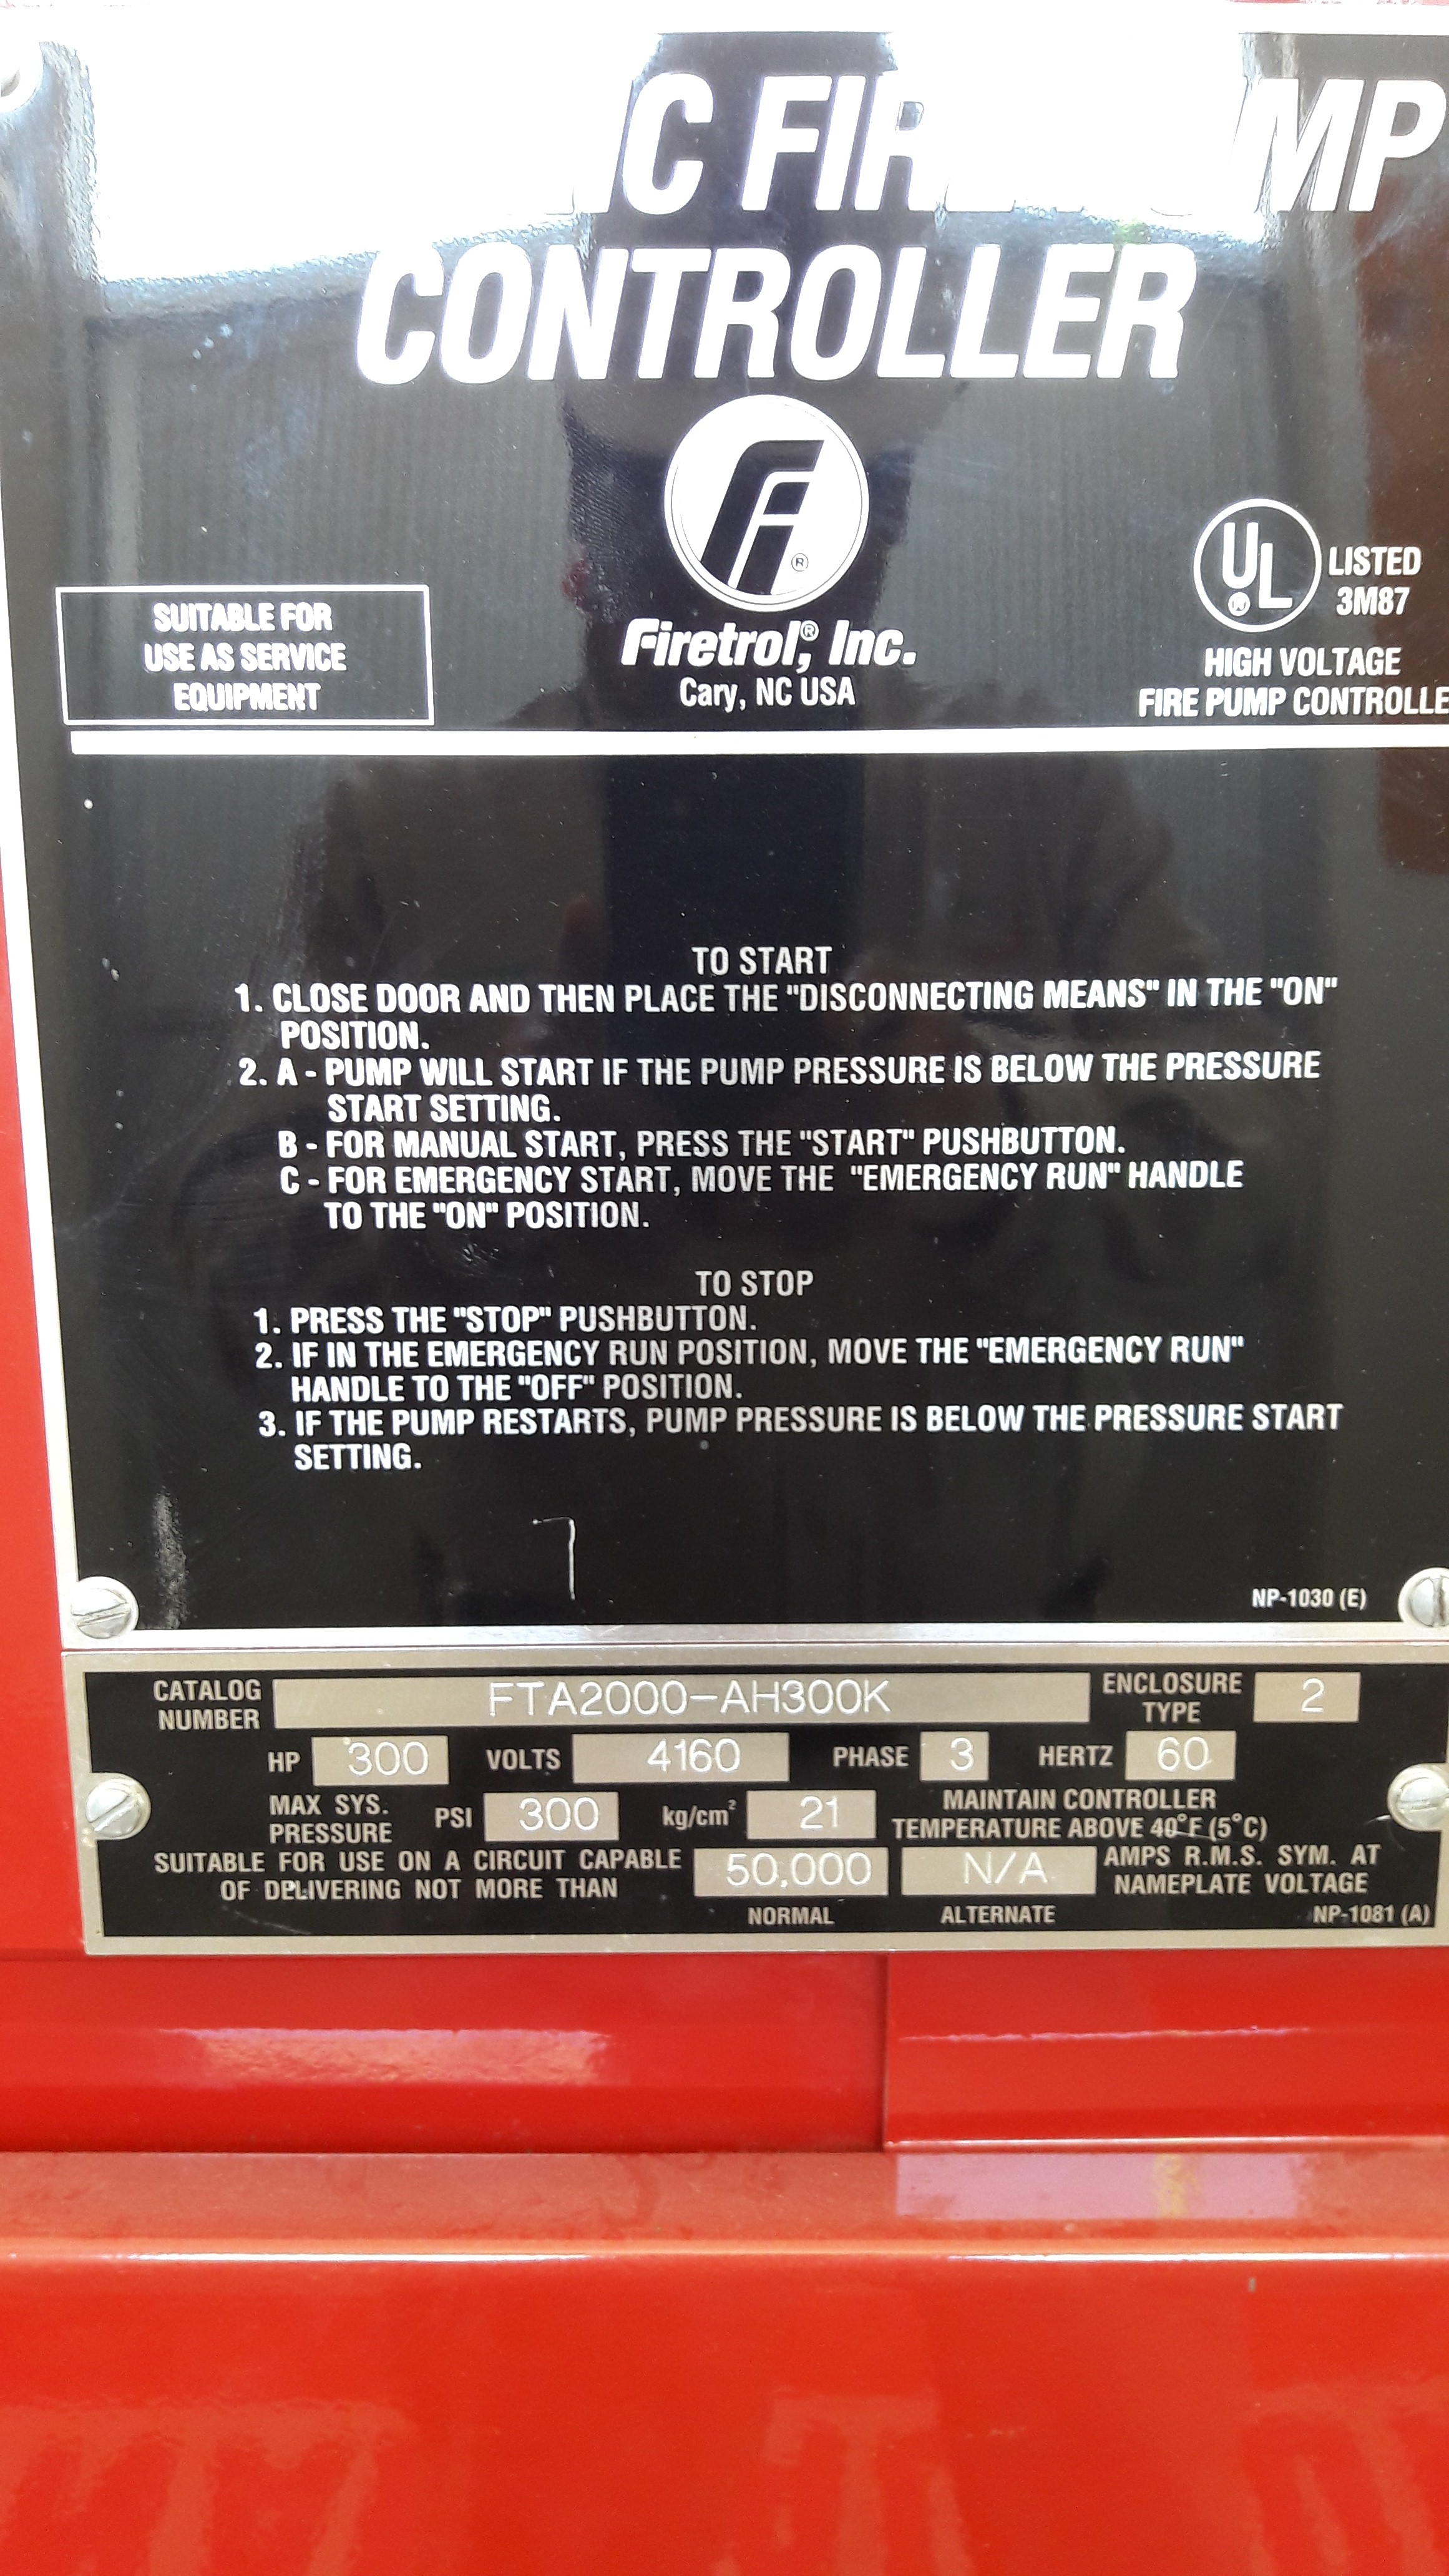 FIRE
CONTROLLER
Fi®
Firetrol,® Inc.
Cary, NC USA
SUITABLE FOR
USE AS SERVICE
EQUIPMENT
UL® LISTED
3M87
HIGH VOLTAGE
FIRE PUMP CONTROLLE
TO START
1. CLOSE DOOR AND THEN PLACE THE "DISCONNECTING MEANS" IN THE "ON"
POSITION.
2. A - PUMP WILL START IF THE PUMP PRESSURE IS BELOW THE PRESSURE
START SETTING.
B - FOR MANUAL START, PRESS THE "START" PUSHBUTTON.
C - FOR EMERGENCY START, MOVE THE "EMERGENCY RUN" HANDLE
TO THE "ON" POSITION.
TO STOP
1. PRESS THE "STOP" PUSHBUTTON.
2. IF IN THE EMERGENCY RUN POSITION, MOVE THE "EMERGENCY RUN"
HANDLE TO THE "OFF" POSITION.
3. IF THE PUMP RESTARTS, PUMP PRESSURE IS BELOW THE PRESSURE START
SETTING.
NP-1030 (E)
CATALOG NUMBER FTA2000-AH300K ENCLOSURE TYPE 2
HP 300 VOLTS 4160 PHASE 3 HERTZ 60
MAX SYS. PRESSURE PSI 300 kg/cm² 21 MAINTAIN CONTROLLER TEMPERATURE ABOVE 40°F (5°C)
SUITABLE FOR USE ON A CIRCUIT CAPABLE OF DELIVERING NOT MORE THAN 50,000 N/A AMPS R.M.S. SYM. AT NAMEPLATE VOLTAGE
NORMAL ALTERNATE NP-1081 (A)